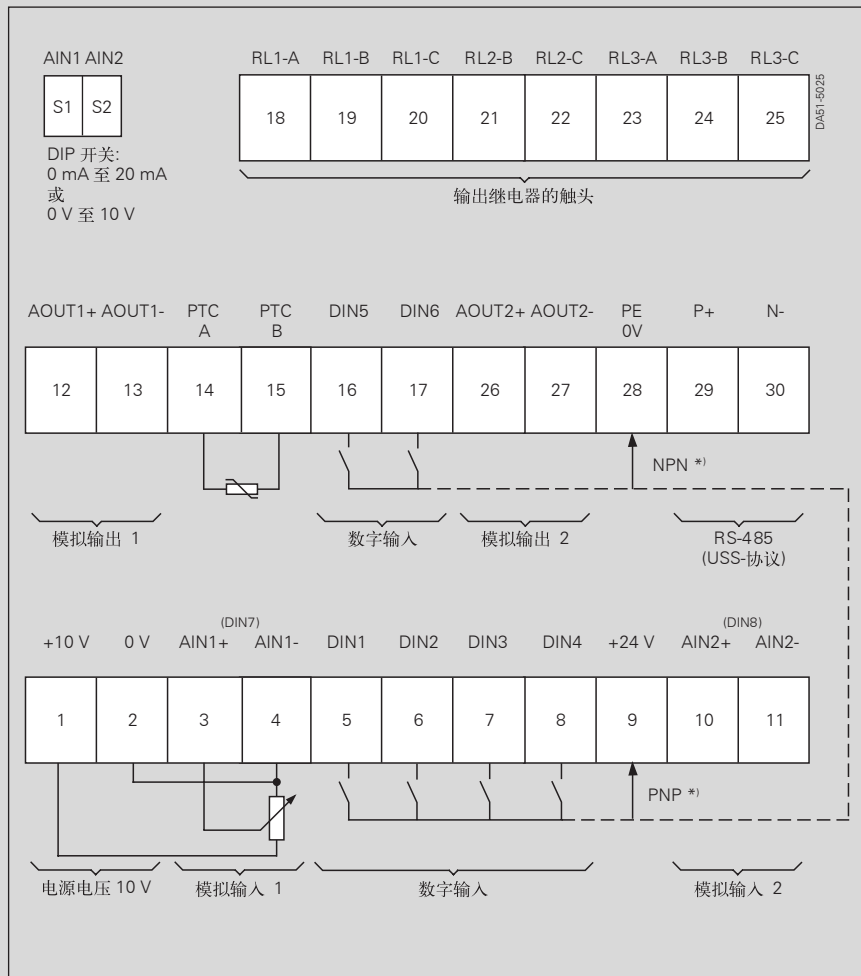 AIN1 AIN2
S1 S2
DIP 开关:
0 mA 至 20 mA
或
0 V 至 10 V
RL1-A RL1-B RL1-C RL2-B RL2-C RL3-A RL3-B RL3-C
18 19 20 21 22 23 24 25
DA51-5025
输出继电器的触头
AOUT1+ AOUT1- PTC A PTC B DIN5 DIN6 AOUT2+ AOUT2- PE 0V P+ N-
12 13 14 15 16 17 26 27 28 29 30
NPN *)
模拟输出 1 数字输入 模拟输出 2 RS-485
(USS-协议)
(DIN7) (DIN8)
+10 V 0 V AIN1+ AIN1- DIN1 DIN2 DIN3 DIN4 +24 V AIN2+ AIN2-
1 2 3 4 5 6 7 8 9 10 11
PNP *)
电源电压 10 V 模拟输入 1 数字输入 模拟输入 2